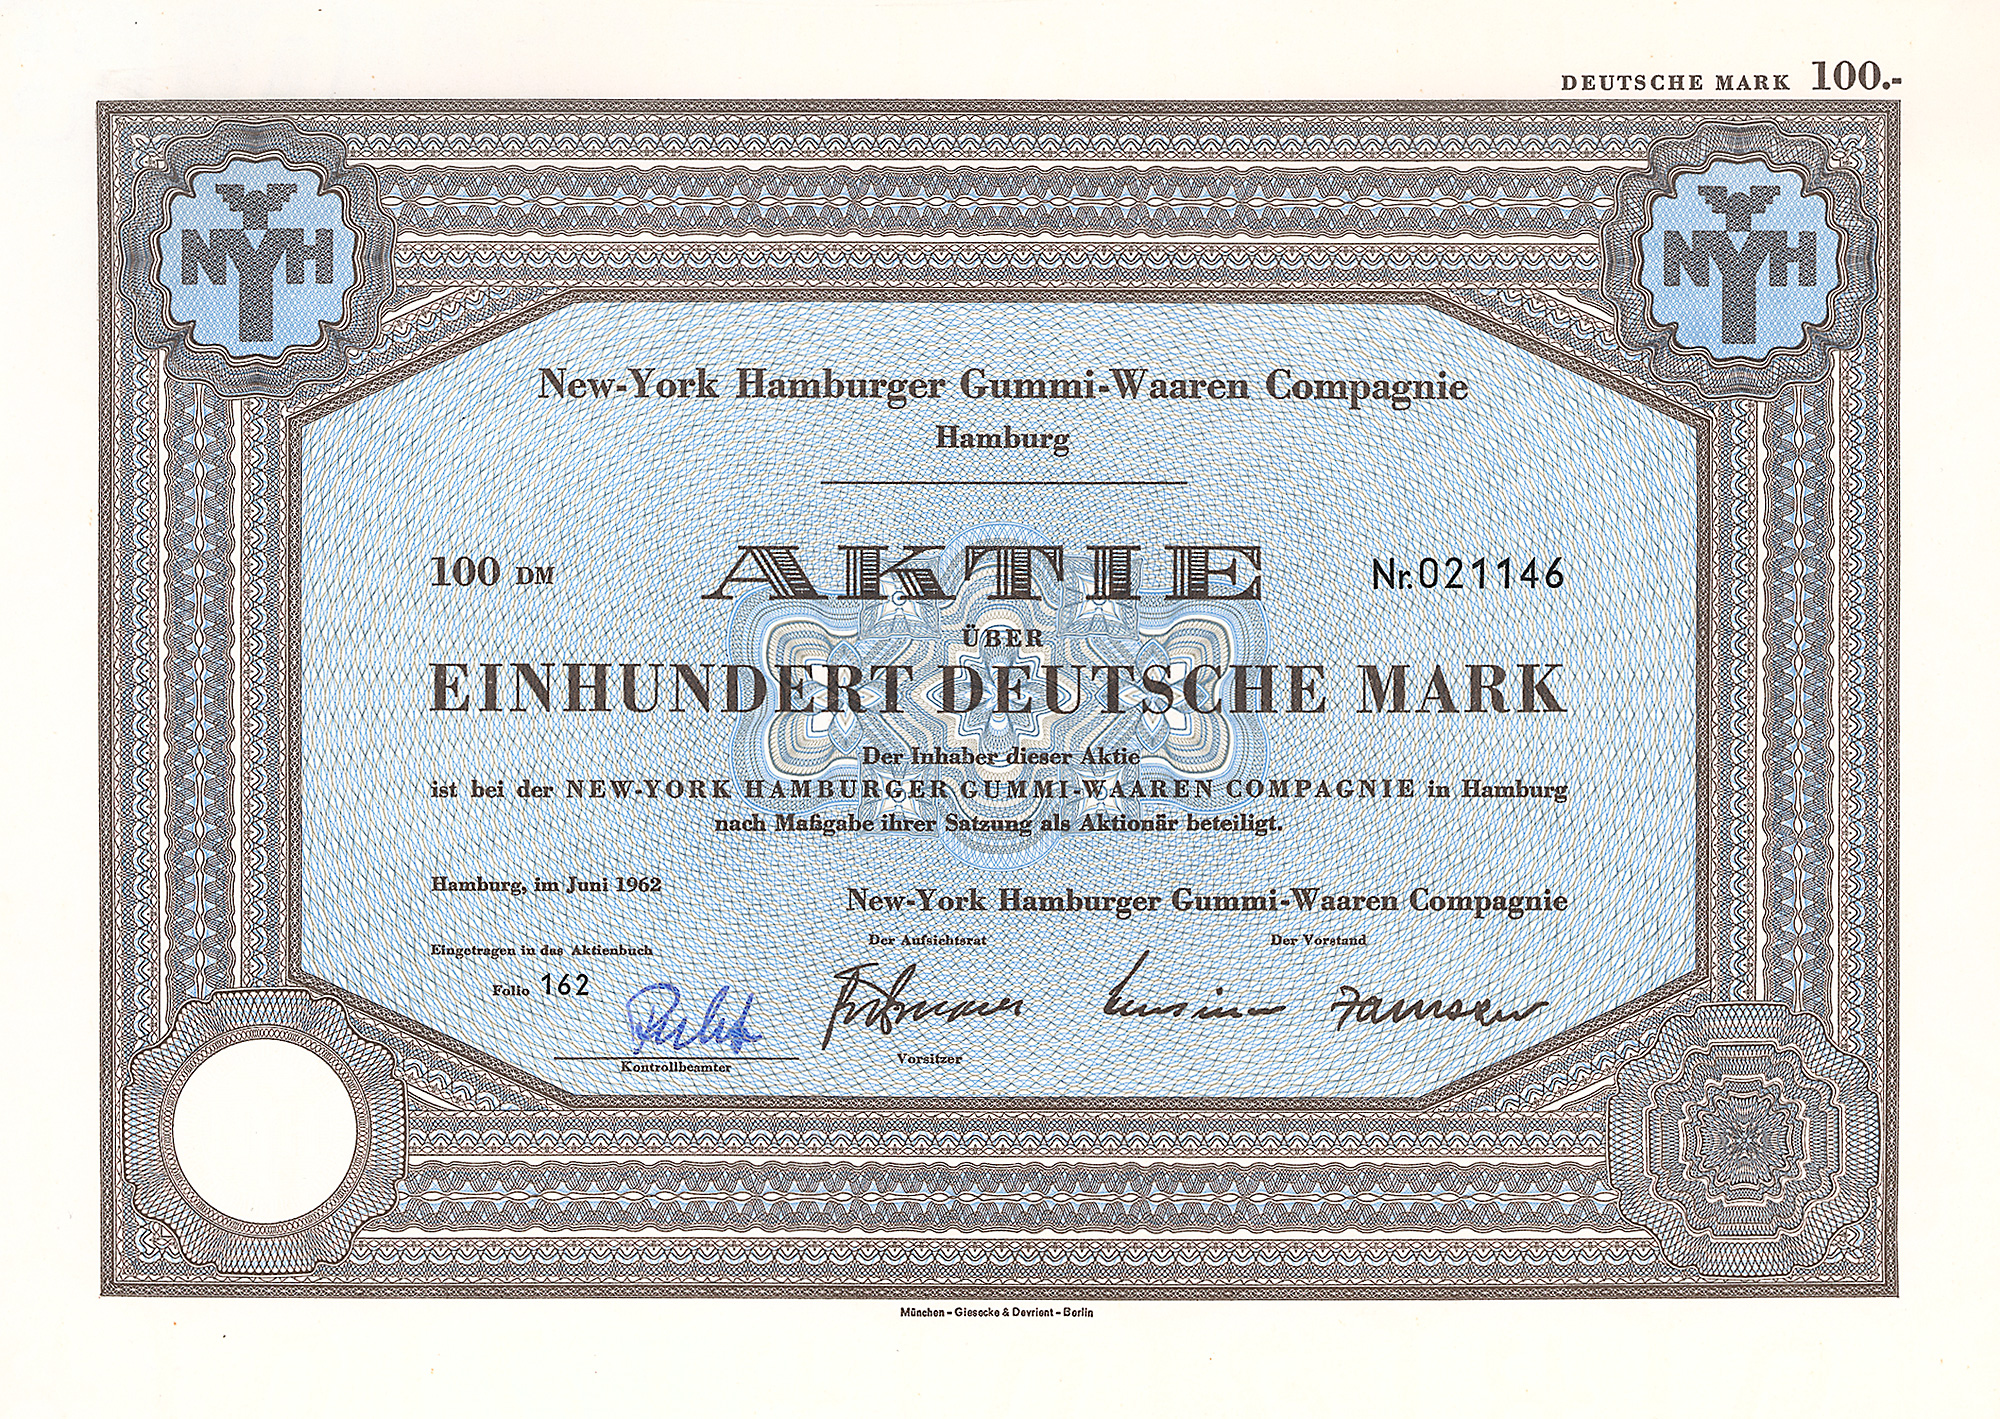 DEUTSCHE MARK 100.-
NYH
NYH
New-York Hamburger Gummi-Waaren Compagnie
Hamburg
100 DM
AKTIE
Nr. 021146
ÜBER
EINHUNDERT DEUTSCHE MARK
Der Inhaber dieser Aktie
ist bei der NEW-YORK HAMBURGER GUMMI-WAAREN COMPAGNIE in Hamburg
nach Maßgabe ihrer Satzung als Aktionär beteiligt.
Hamburg, im Juni 1962
New-York Hamburger Gummi-Waaren Compagnie
Der Aufsichtsrat
Der Vorstand
Eingetragen in das Aktienbuch
Folio 162
Kontrollbeamter
Vorsitzer
München - Giesecke & Devrient - Berlin